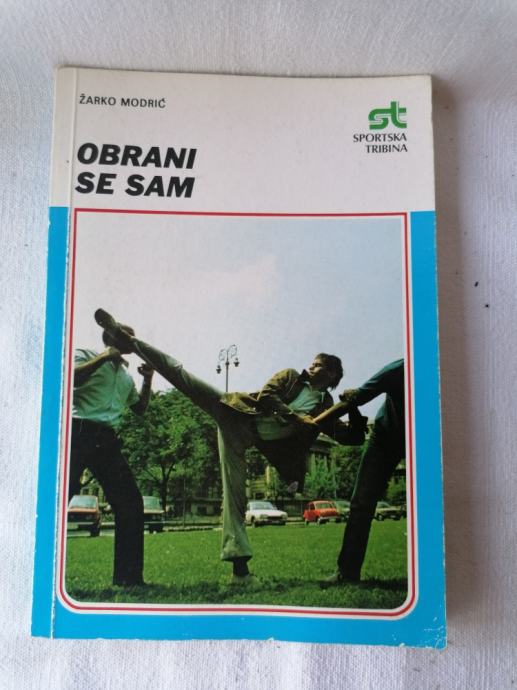 ŽARKO MODRIĆ
st
SPORTSKA
TRIBINA
OBRANI
SE SAM